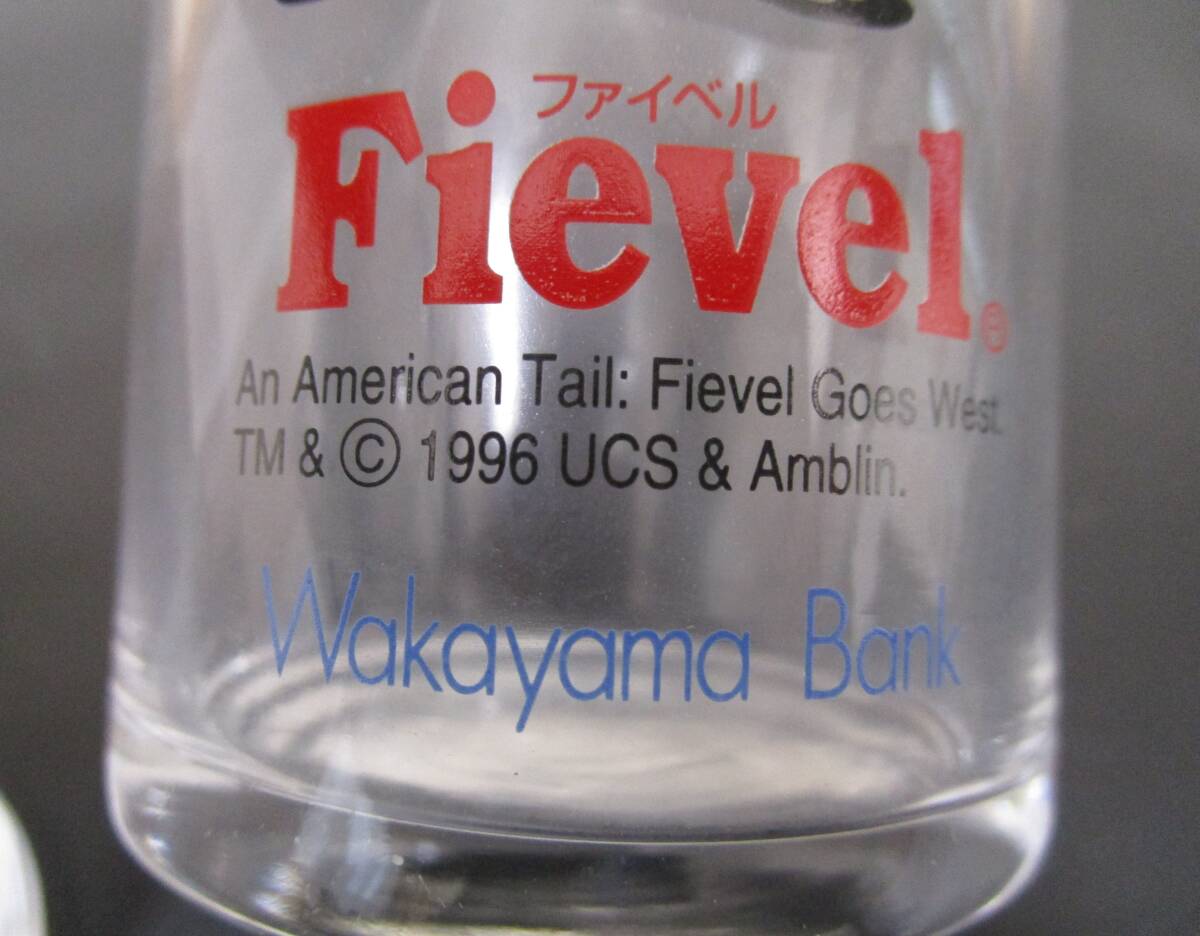 ファイベル
Fievel®
An American Tail: Fievel Goes West.
TM & © 1996 UCS & Amblin.
Wakayama Bank